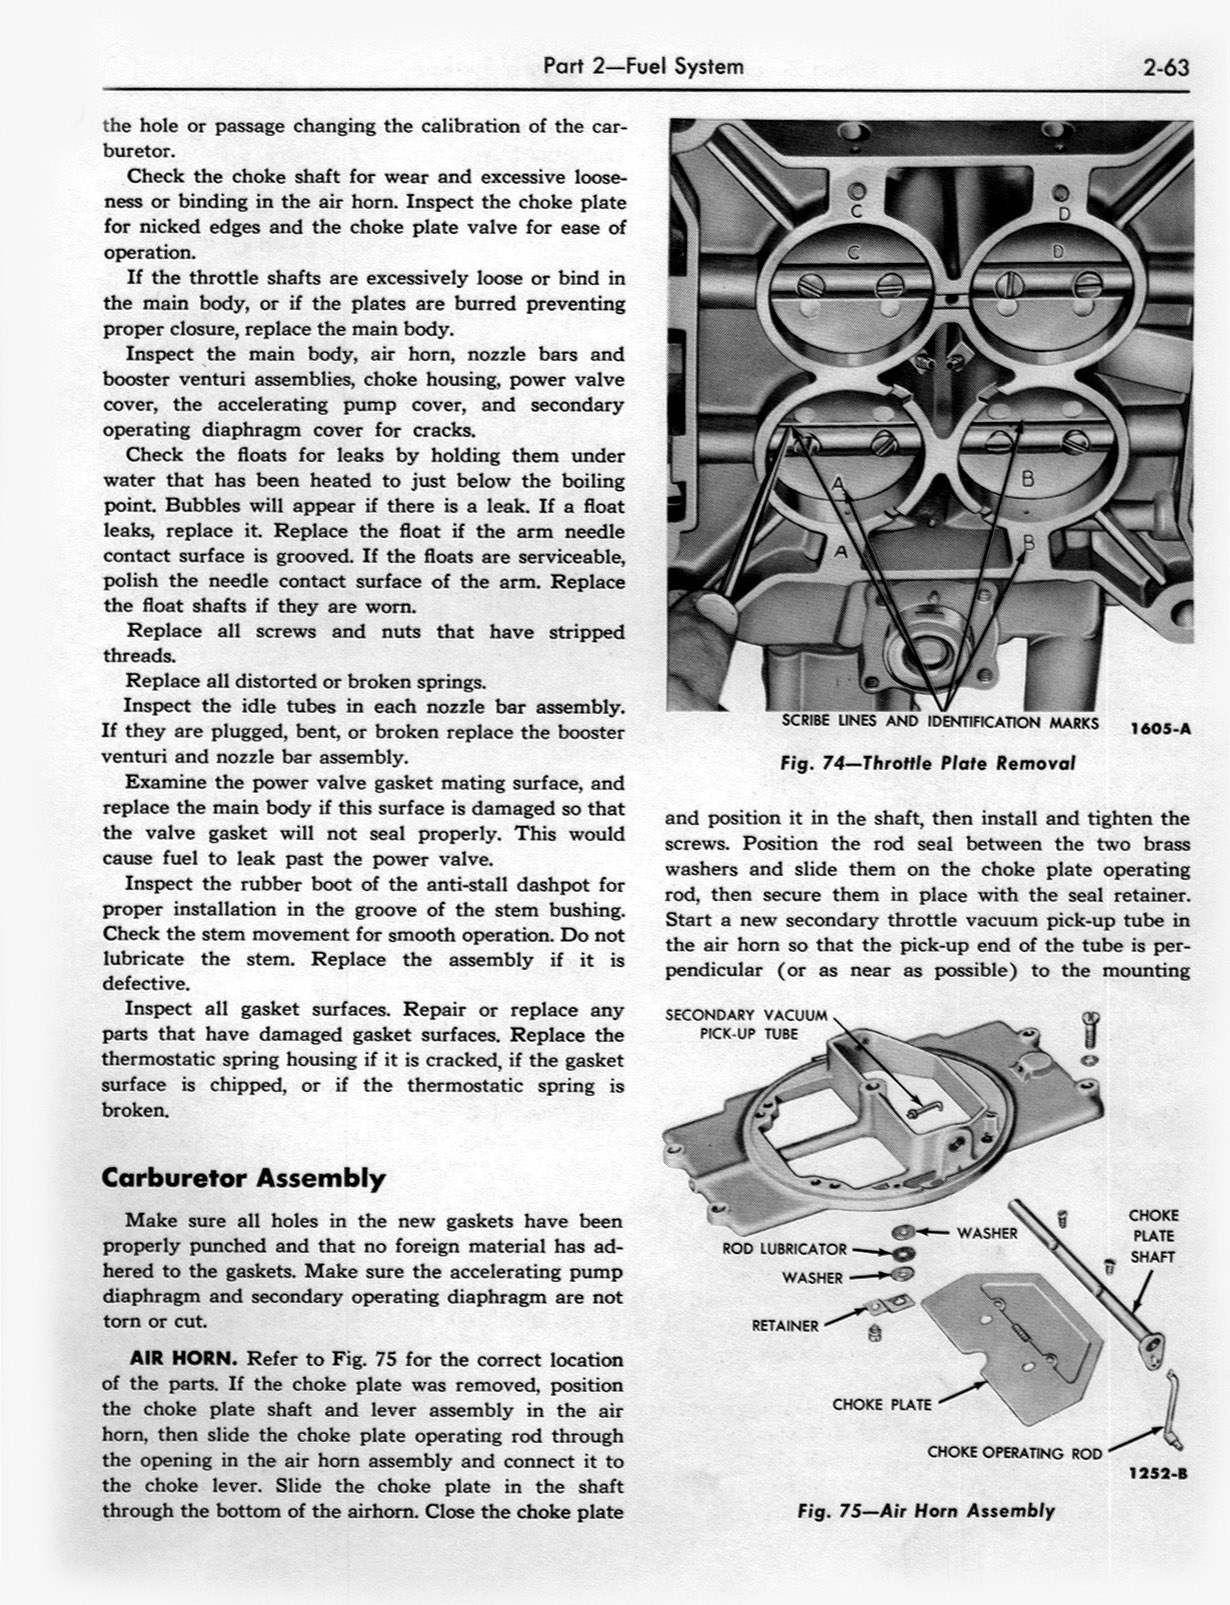 Part 2—Fuel System
2-63
the hole or passage changing the calibration of the car-
buretor.
Check the choke shaft for wear and excessive loose-
ness or binding in the air horn. Inspect the choke plate
for nicked edges and the choke plate valve for ease of
operation.
If the throttle shafts are excessively loose or bind in
the main body, or if the plates are burred preventing
proper closure, replace the main body.
Inspect the main body, air horn, nozzle bars and
booster venturi assemblies, choke housing, power valve
cover, the accelerating pump cover, and secondary
operating diaphragm cover for cracks.
Check the floats for leaks by holding them under
water that has been heated to just below the boiling
point. Bubbles will appear if there is a leak. If a float
leaks, replace it. Replace the float if the arm needle
contact surface is grooved. If the floats are serviceable,
polish the needle contact surface of the arm. Replace
the float shafts if they are worn.
Replace all screws and nuts that have stripped
threads.
Replace all distorted or broken springs.
Inspect the idle tubes in each nozzle bar assembly.
If they are plugged, bent, or broken replace the booster
venturi and nozzle bar assembly.
Examine the power valve gasket mating surface, and
replace the main body if this surface is damaged so that
the valve gasket will not seal properly. This would
cause fuel to leak past the power valve.
Inspect the rubber boot of the anti-stall dashpot for
proper installation in the groove of the stem bushing.
Check the stem movement for smooth operation. Do not
lubricate the stem. Replace the assembly if it is
defective.
Inspect all gasket surfaces. Repair or replace any
parts that have damaged gasket surfaces. Replace the
thermostatic spring housing if it is cracked, if the gasket
surface is chipped, or if the thermostatic spring is
broken.
Carburetor Assembly
Make sure all holes in the new gaskets have been
properly punched and that no foreign material has ad-
hered to the gaskets. Make sure the accelerating pump
diaphragm and secondary operating diaphragm are not
torn or cut.
AIR HORN. Refer to Fig. 75 for the correct location
of the parts. If the choke plate was removed, position
the choke plate shaft and lever assembly in the air
horn, then slide the choke plate operating rod through
the opening in the air horn assembly and connect it to
the choke lever. Slide the choke plate in the shaft
through the bottom of the airhorn. Close the choke plate
C
D
C
D
A
B
A
B
SCRIBE LINES AND IDENTIFICATION MARKS
1605-A
Fig. 74—Throttle Plate Removal
and position it in the shaft, then install and tighten the
screws. Position the rod seal between the two brass
washers and slide them on the choke plate operating
rod, then secure them in place with the seal retainer.
Start a new secondary throttle vacuum pick-up tube in
the air horn so that the pick-up end of the tube is per-
pendicular (or as near as possible) to the mounting
SECONDARY VACUUM
PICK-UP TUBE
WASHER
ROD LUBRICATOR
WASHER
RETAINER
CHOKE
PLATE
SHAFT
CHOKE PLATE
CHOKE OPERATING ROD
1252-B
Fig. 75—Air Horn Assembly